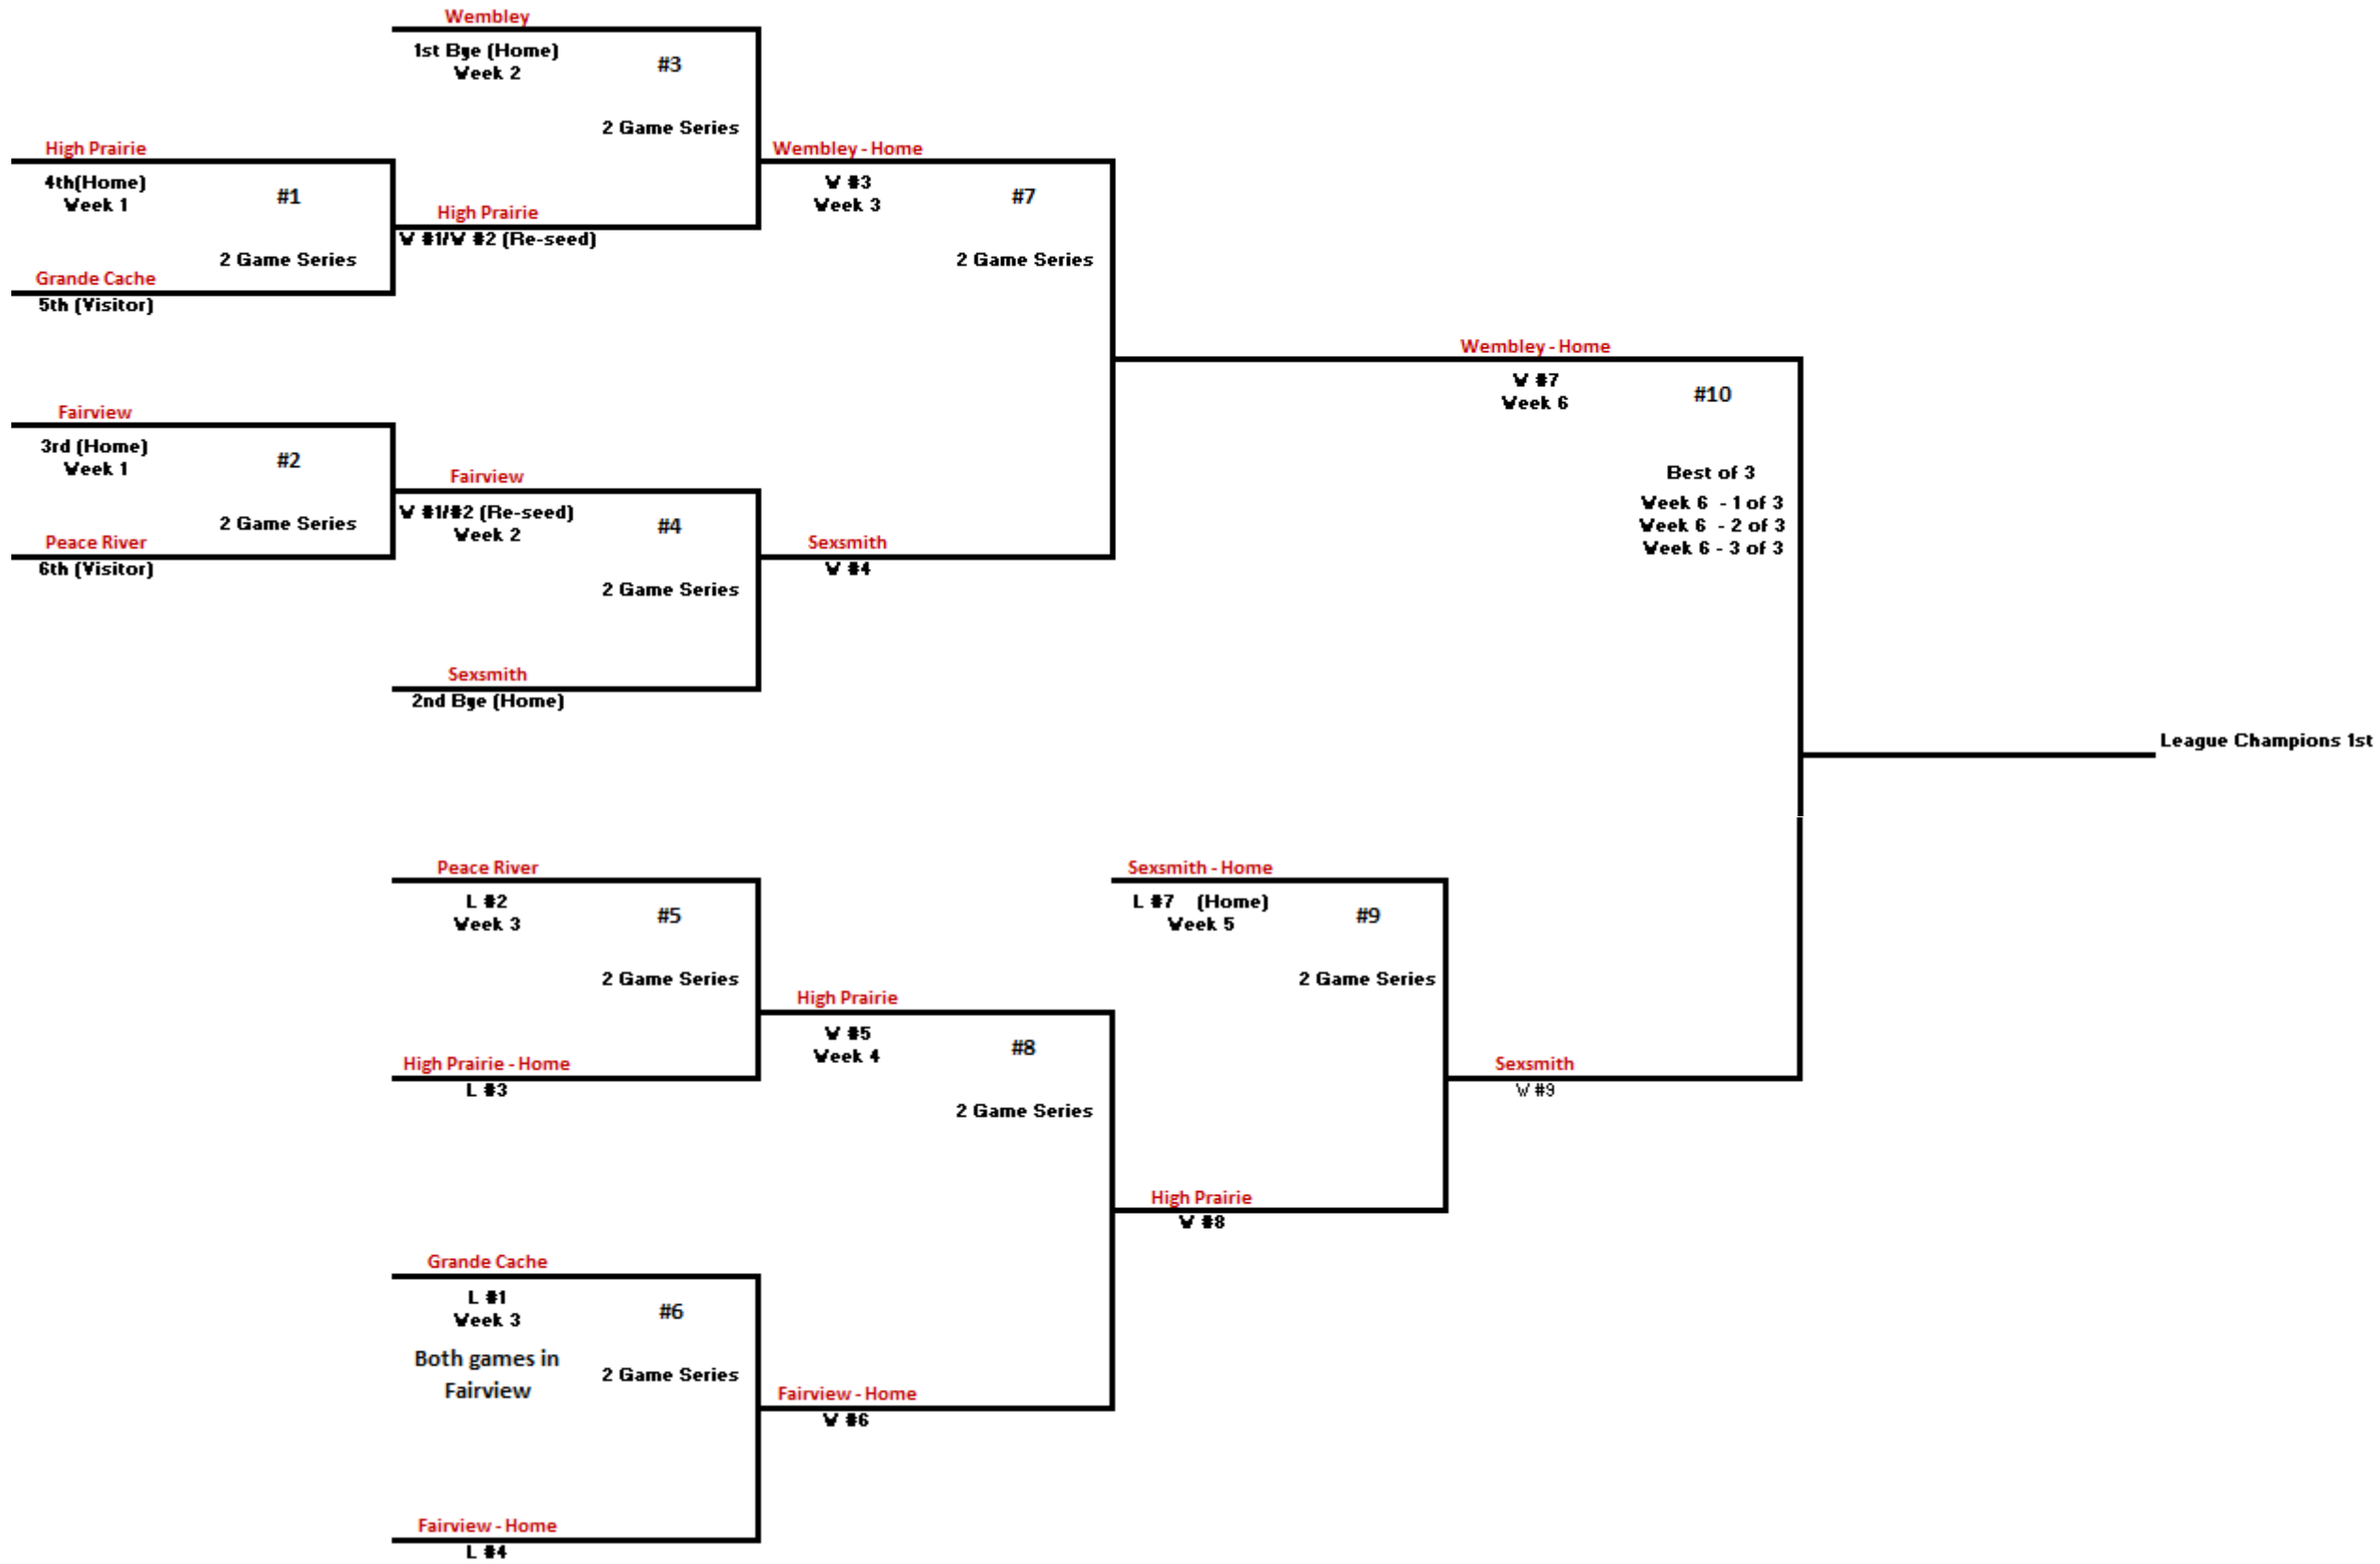 Wembley
1st Bye (Home)
Week 2
#3
2 Game Series
High Prairie
4th(Home)
Week 1
#1
2 Game Series
Grande Cache
5th (Visitor)
High Prairie
W #1/W #2 (Re-seed)
Wembley - Home
W #3
Week 3
#7
2 Game Series
Fairview
3rd (Home)
Week 1
#2
2 Game Series
Peace River
6th (Visitor)
Fairview
W #1/#2 (Re-seed)
Week 2
#4
2 Game Series
Sexsmith
2nd Bye (Home)
Sexsmith
W #4
Wembley - Home
W #7
Week 6
#10
Best of 3
Week 6 - 1 of 3
Week 6 - 2 of 3
Week 6 - 3 of 3
League Champions 1st
Peace River
L #2
Week 3
#5
2 Game Series
High Prairie - Home
L #3
High Prairie
W #5
Week 4
#8
2 Game Series
Sexsmith - Home
L #7 (Home)
Week 5
#9
2 Game Series
Sexsmith
W #9
High Prairie
W #8
Grande Cache
L #1
Week 3
#6
Both games in
Fairview
2 Game Series
Fairview - Home
W #6
Fairview - Home
L #4